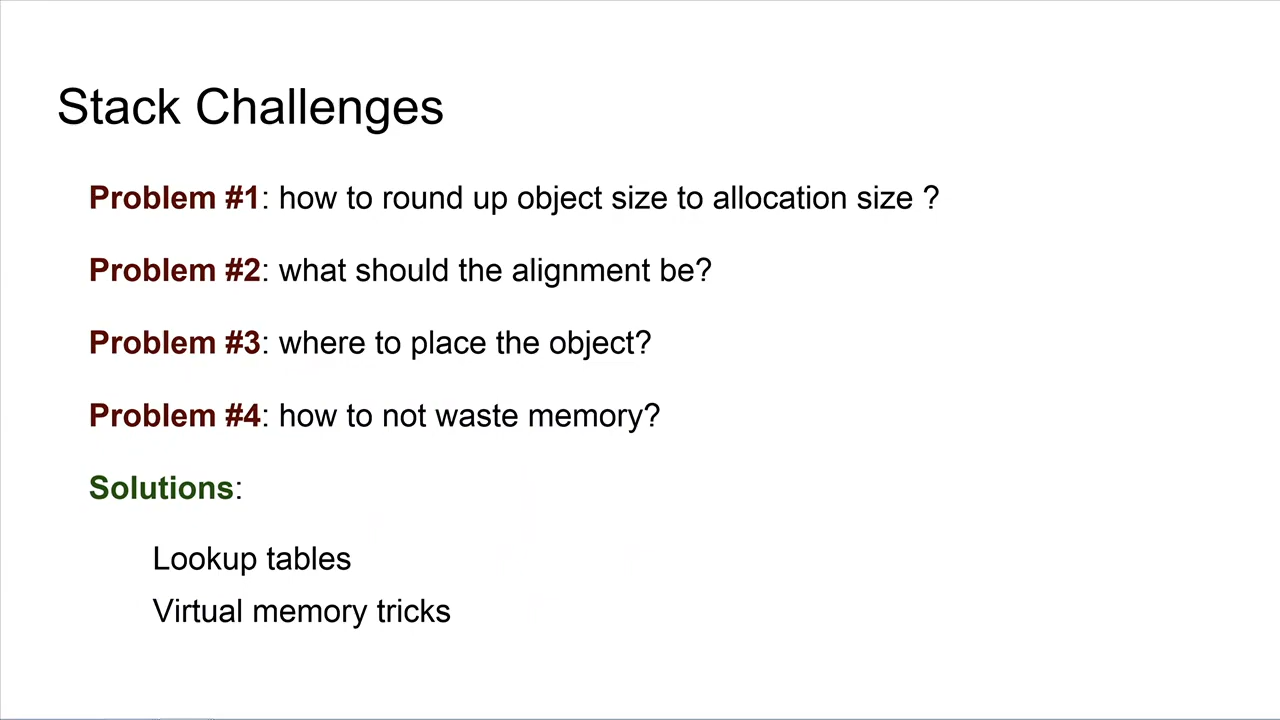 Stack Challenges
Problem #1: how to round up object size to allocation size ?
Problem #2: what should the alignment be?
Problem #3: where to place the object?
Problem #4: how to not waste memory?
Solutions:
Lookup tables
Virtual memory tricks